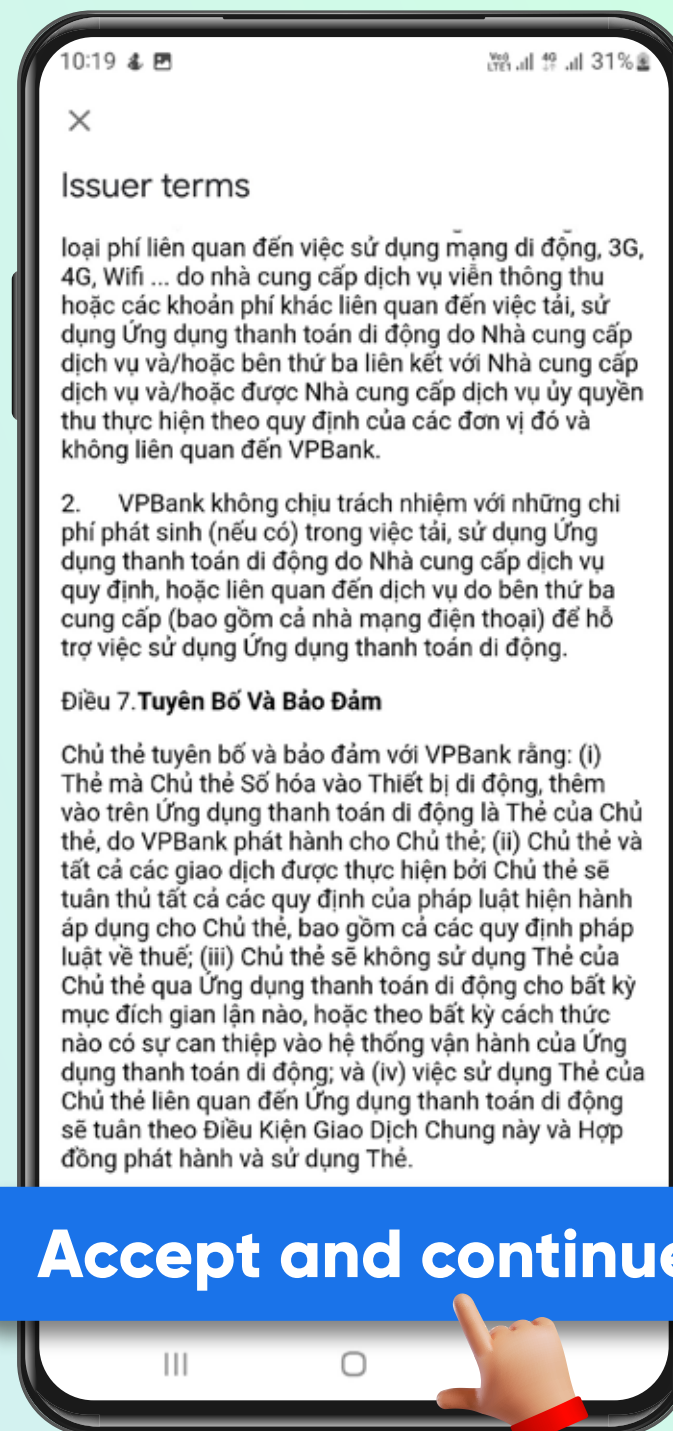 10:19
Vo) LTE1 4G 31%
Issuer terms
loại phí liên quan đến việc sử dụng mạng di động, 3G,
4G, Wifi ... do nhà cung cấp dịch vụ viễn thông thu
hoặc các khoản phí khác liên quan đến việc tải, sử
dụng Ứng dụng thanh toán di động do Nhà cung cấp
dịch vụ và/hoặc bên thứ ba liên kết với Nhà cung cấp
dịch vụ và/hoặc được Nhà cung cấp dịch vụ ủy quyền
thu thực hiện theo quy định của các đơn vị đó và
không liên quan đến VPBank.
2. VPBank không chịu trách nhiệm với những chi
phí phát sinh (nếu có) trong việc tải, sử dụng Ứng
dụng thanh toán di động do Nhà cung cấp dịch vụ
quy định, hoặc liên quan đến dịch vụ do bên thứ ba
cung cấp (bao gồm cả nhà mạng điện thoại) để hỗ
trợ việc sử dụng Ứng dụng thanh toán di động.
Điều 7.Tuyên Bố Và Bảo Đảm
Chủ thẻ tuyên bố và bảo đảm với VPBank rằng: (i)
Thẻ mà Chủ thẻ Số hóa vào Thiết bị di động, thêm
vào trên Ứng dụng thanh toán di động là Thẻ của Chủ
thẻ, do VPBank phát hành cho Chủ thẻ; (ii) Chủ thẻ và
tất cả các giao dịch được thực hiện bởi Chủ thẻ sẽ
tuân thủ tất cả các quy định của pháp luật hiện hành
áp dụng cho Chủ thẻ, bao gồm cả các quy định pháp
luật về thuế; (iii) Chủ thẻ sẽ không sử dụng Thẻ của
Chủ thẻ qua Ứng dụng thanh toán di động cho bất kỳ
mục đích gian lận nào, hoặc theo bất kỳ cách thức
nào có sự can thiệp vào hệ thống vận hành của Ứng
dụng thanh toán di động; và (iv) việc sử dụng Thẻ của
Chủ thẻ liên quan đến Ứng dụng thanh toán di động
sẽ tuân theo Điều Kiện Giao Dịch Chung này và Hợp
đồng phát hành và sử dụng Thẻ.
Accept and continue